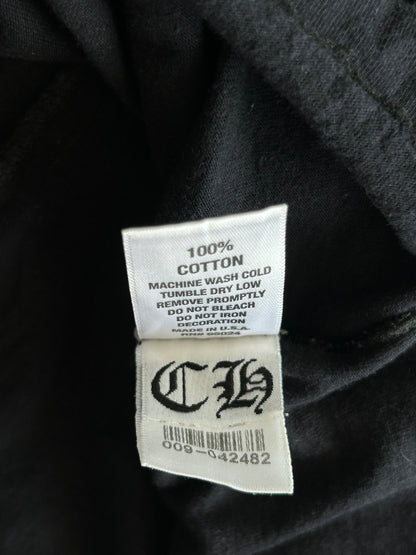 100%
COTTON
MACHINE WASH COLD
TUMBLE DRY LOW
REMOVE PROMPTLY
DO NOT BLEACH
DO NOT IRON
DECORATION
MADE IN U.S.A.
CH
009-042482